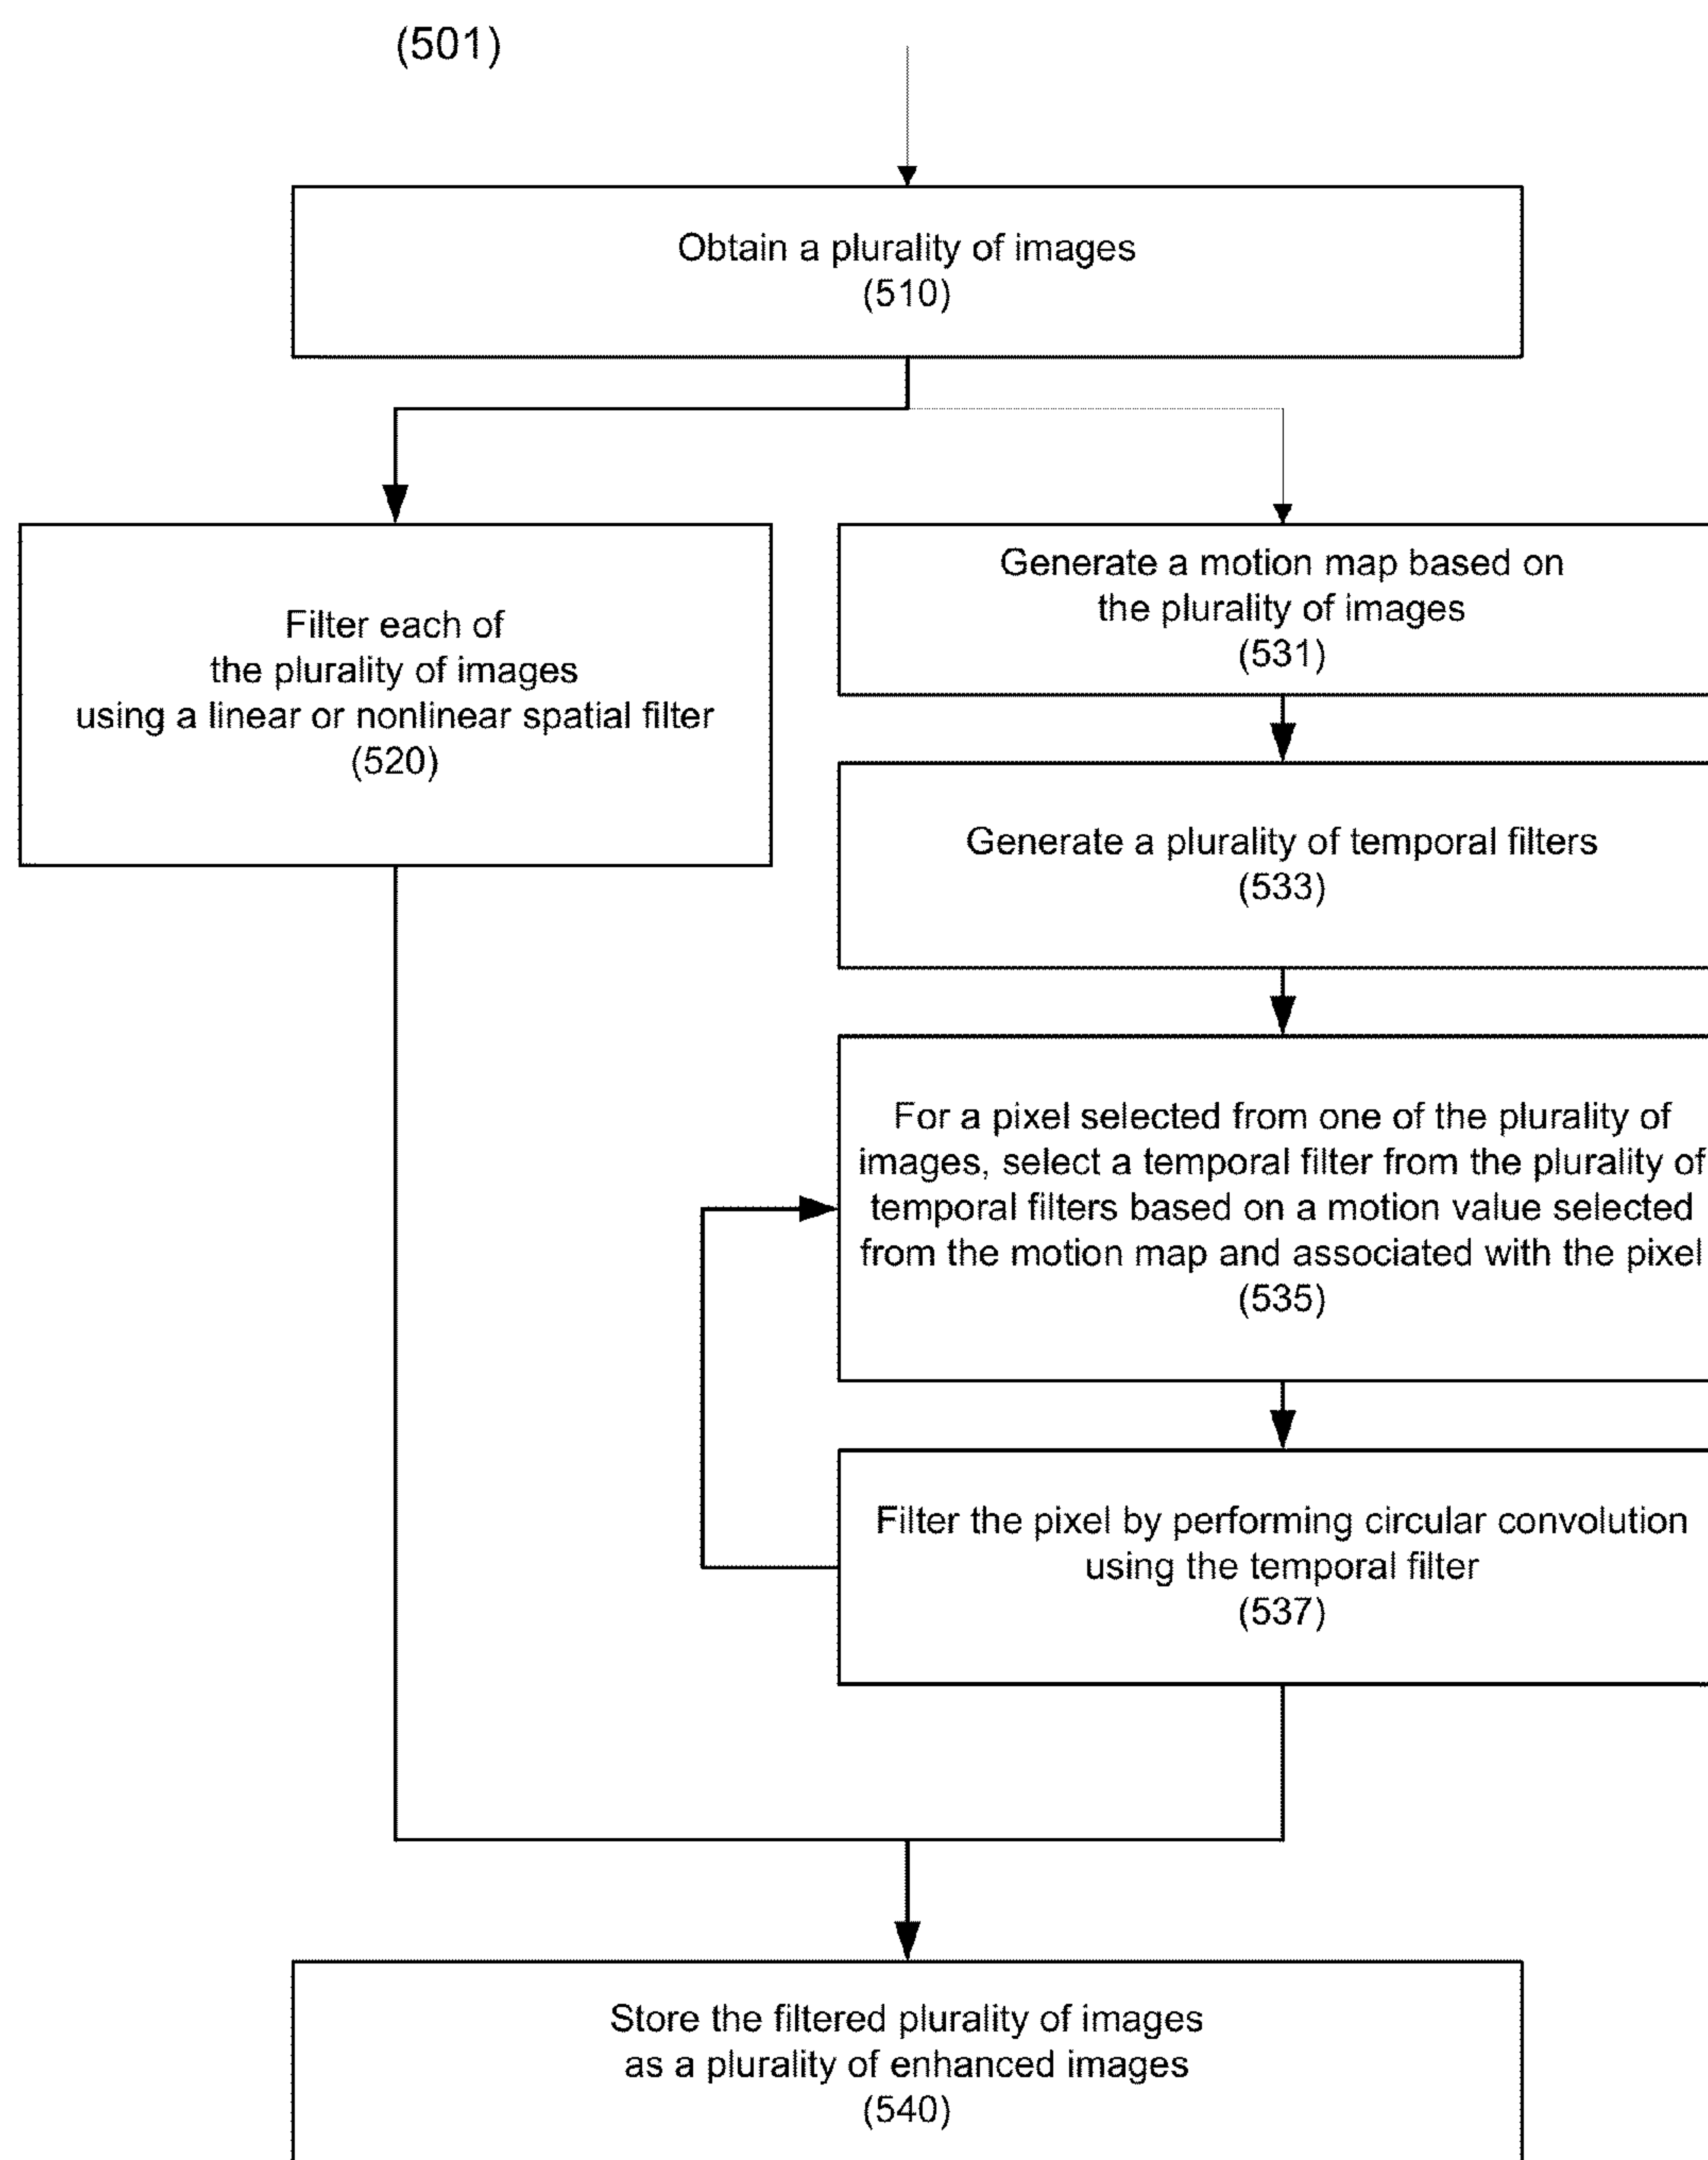 (501)
Obtain a plurality of images
(510)
Filter each of
the plurality of images
using a linear or nonlinear spatial filter
(520)
Generate a motion map based on
the plurality of images
(531)
Generate a plurality of temporal filters
(533)
For a pixel selected from one of the plurality of
images, select a temporal filter from the plurality of
temporal filters based on a motion value selected
from the motion map and associated with the pixel
(535)
Filter the pixel by performing circular convolution
using the temporal filter
(537)
Store the filtered plurality of images
as a plurality of enhanced images
(540)